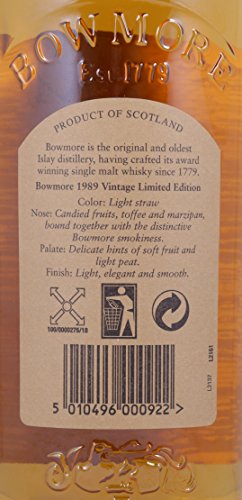 BOWMORE
Est. 1779
PRODUCT OF SCOTLAND
Bowmore is the original and oldest
Islay distillery, having crafted its award
winning single malt whisky since 1779.
Bowmore 1989 Vintage Limited Edition
Color: Light straw
Nose: Candied fruits, toffee and marzipan,
bound together with the distinctive
Bowmore smokiness.
Palate: Delicate hints of soft fruit and
light peat.
Finish: Light, elegant and smooth.
100/0000275/18
5 010496 000922 >
L2137
12161